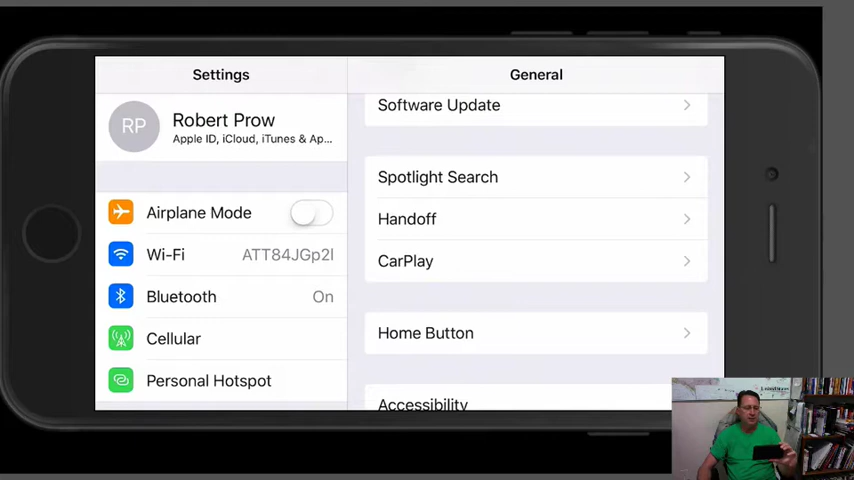 Settings
General
RP
Robert Prow
Apple ID, iCloud, iTunes & Ap...
Airplane Mode
Wi-Fi
ATT84JGp2I
Bluetooth
On
Cellular
Personal Hotspot
Software Update
Spotlight Search
Handoff
CarPlay
Home Button
Accessibility